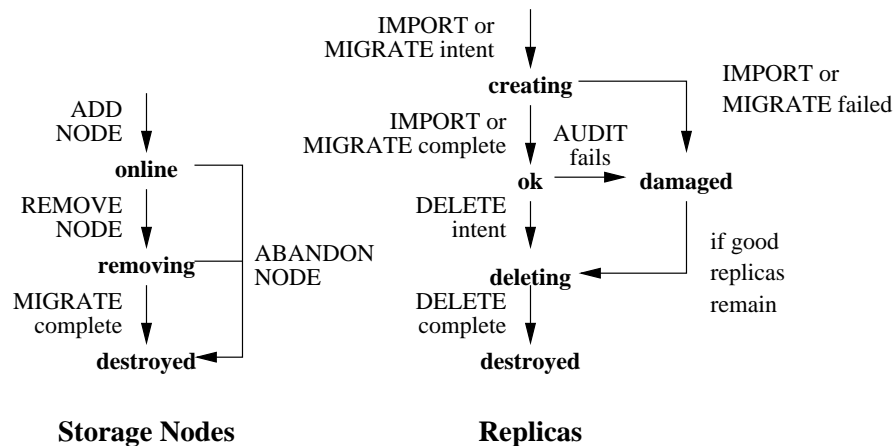 ADD
NODE
online
REMOVE
NODE
removing
ABANDON
NODE
MIGRATE
complete
destroyed
Storage Nodes
IMPORT or
MIGRATE intent
creating
IMPORT or
MIGRATE failed
IMPORT or
MIGRATE complete
AUDIT
fails
ok
damaged
DELETE
intent
if good
replicas
remain
deleting
DELETE
complete
destroyed
Replicas